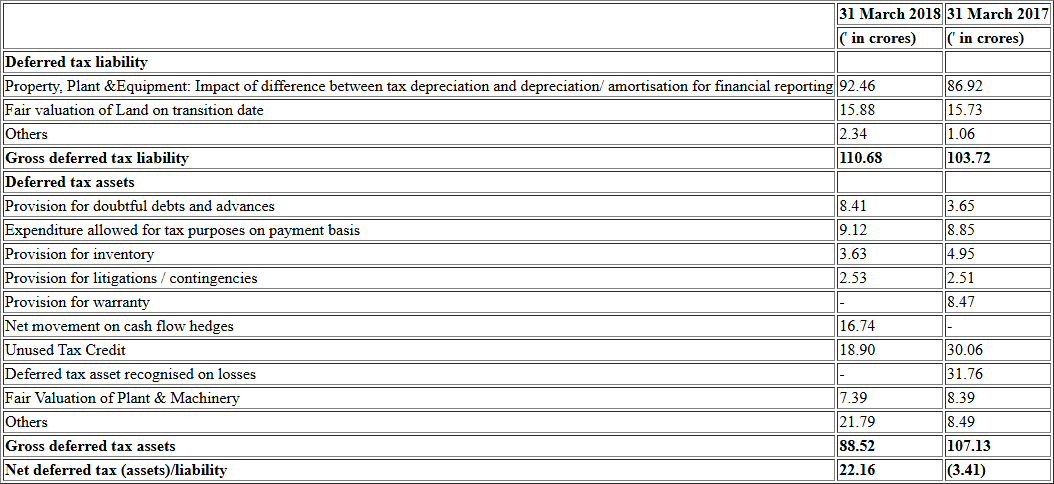 31 March 2018 31 March 2017
(' in crores) (' in crores)
Deferred tax liability
Property, Plant &Equipment: Impact of difference between tax depreciation and depreciation/ amortisation for financial reporting 92.46 86.92
Fair valuation of Land on transition date 15.88 15.73
Others 2.34 1.06
Gross deferred tax liability 110.68 103.72
Deferred tax assets
Provision for doubtful debts and advances 8.41 3.65
Expenditure allowed for tax purposes on payment basis 9.12 8.85
Provision for inventory 3.63 4.95
Provision for litigations / contingencies 2.53 2.51
Provision for warranty - 8.47
Net movement on cash flow hedges 16.74 -
Unused Tax Credit 18.90 30.06
Deferred tax asset recognised on losses - 31.76
Fair Valuation of Plant & Machinery 7.39 8.39
Others 21.79 8.49
Gross deferred tax assets 88.52 107.13
Net deferred tax (assets)/liability 22.16 (3.41)